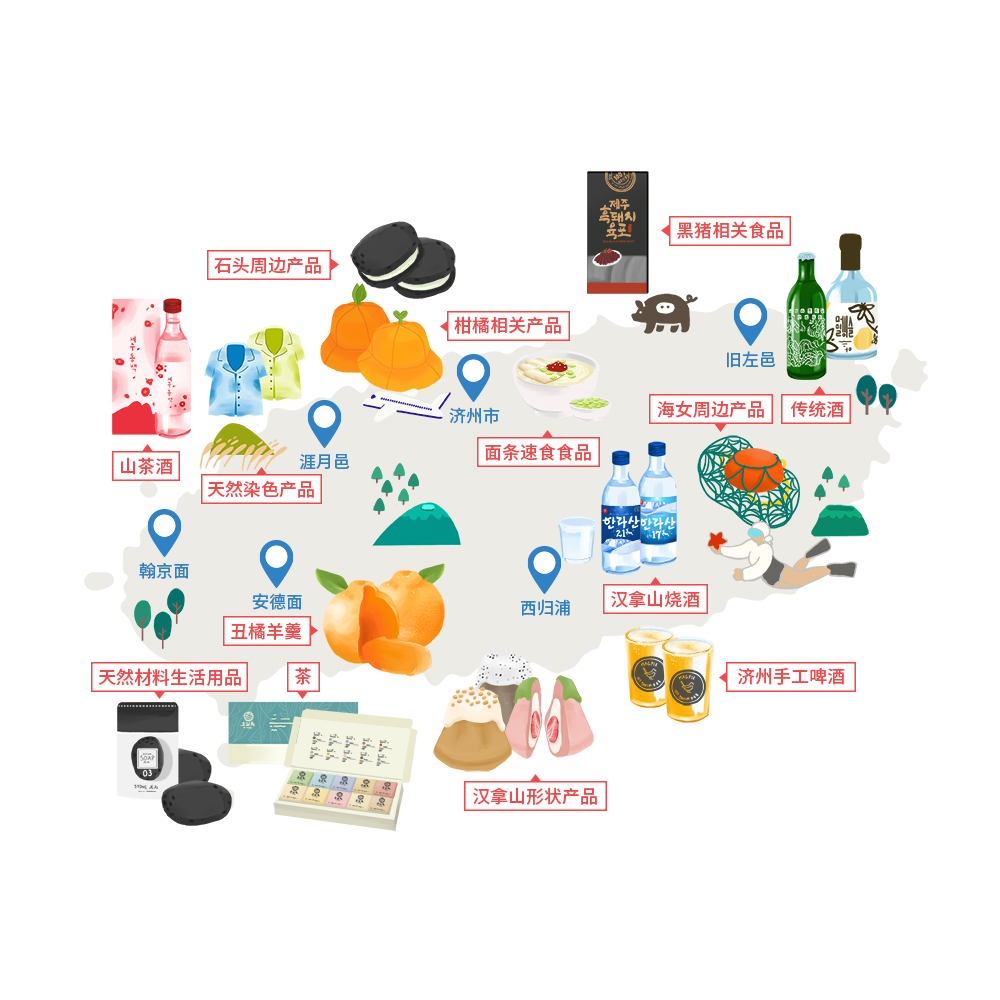 100%
제주
흑돼지
육포
黑猪相关食品
石头周边产品
柑橘相关产品
旧左邑
济州市
海女周边产品
传统酒
涯月邑
面条速食食品
山茶酒
天然染色产品
한라산
21
한라산
17
翰京面
安德面
西归浦
汉拿山烧酒
丑橘羊羹
天然材料生活用品
茶
济州手工啤酒
MAGPIE
MAGPIE
SOAP
03
汉拿山形状产品